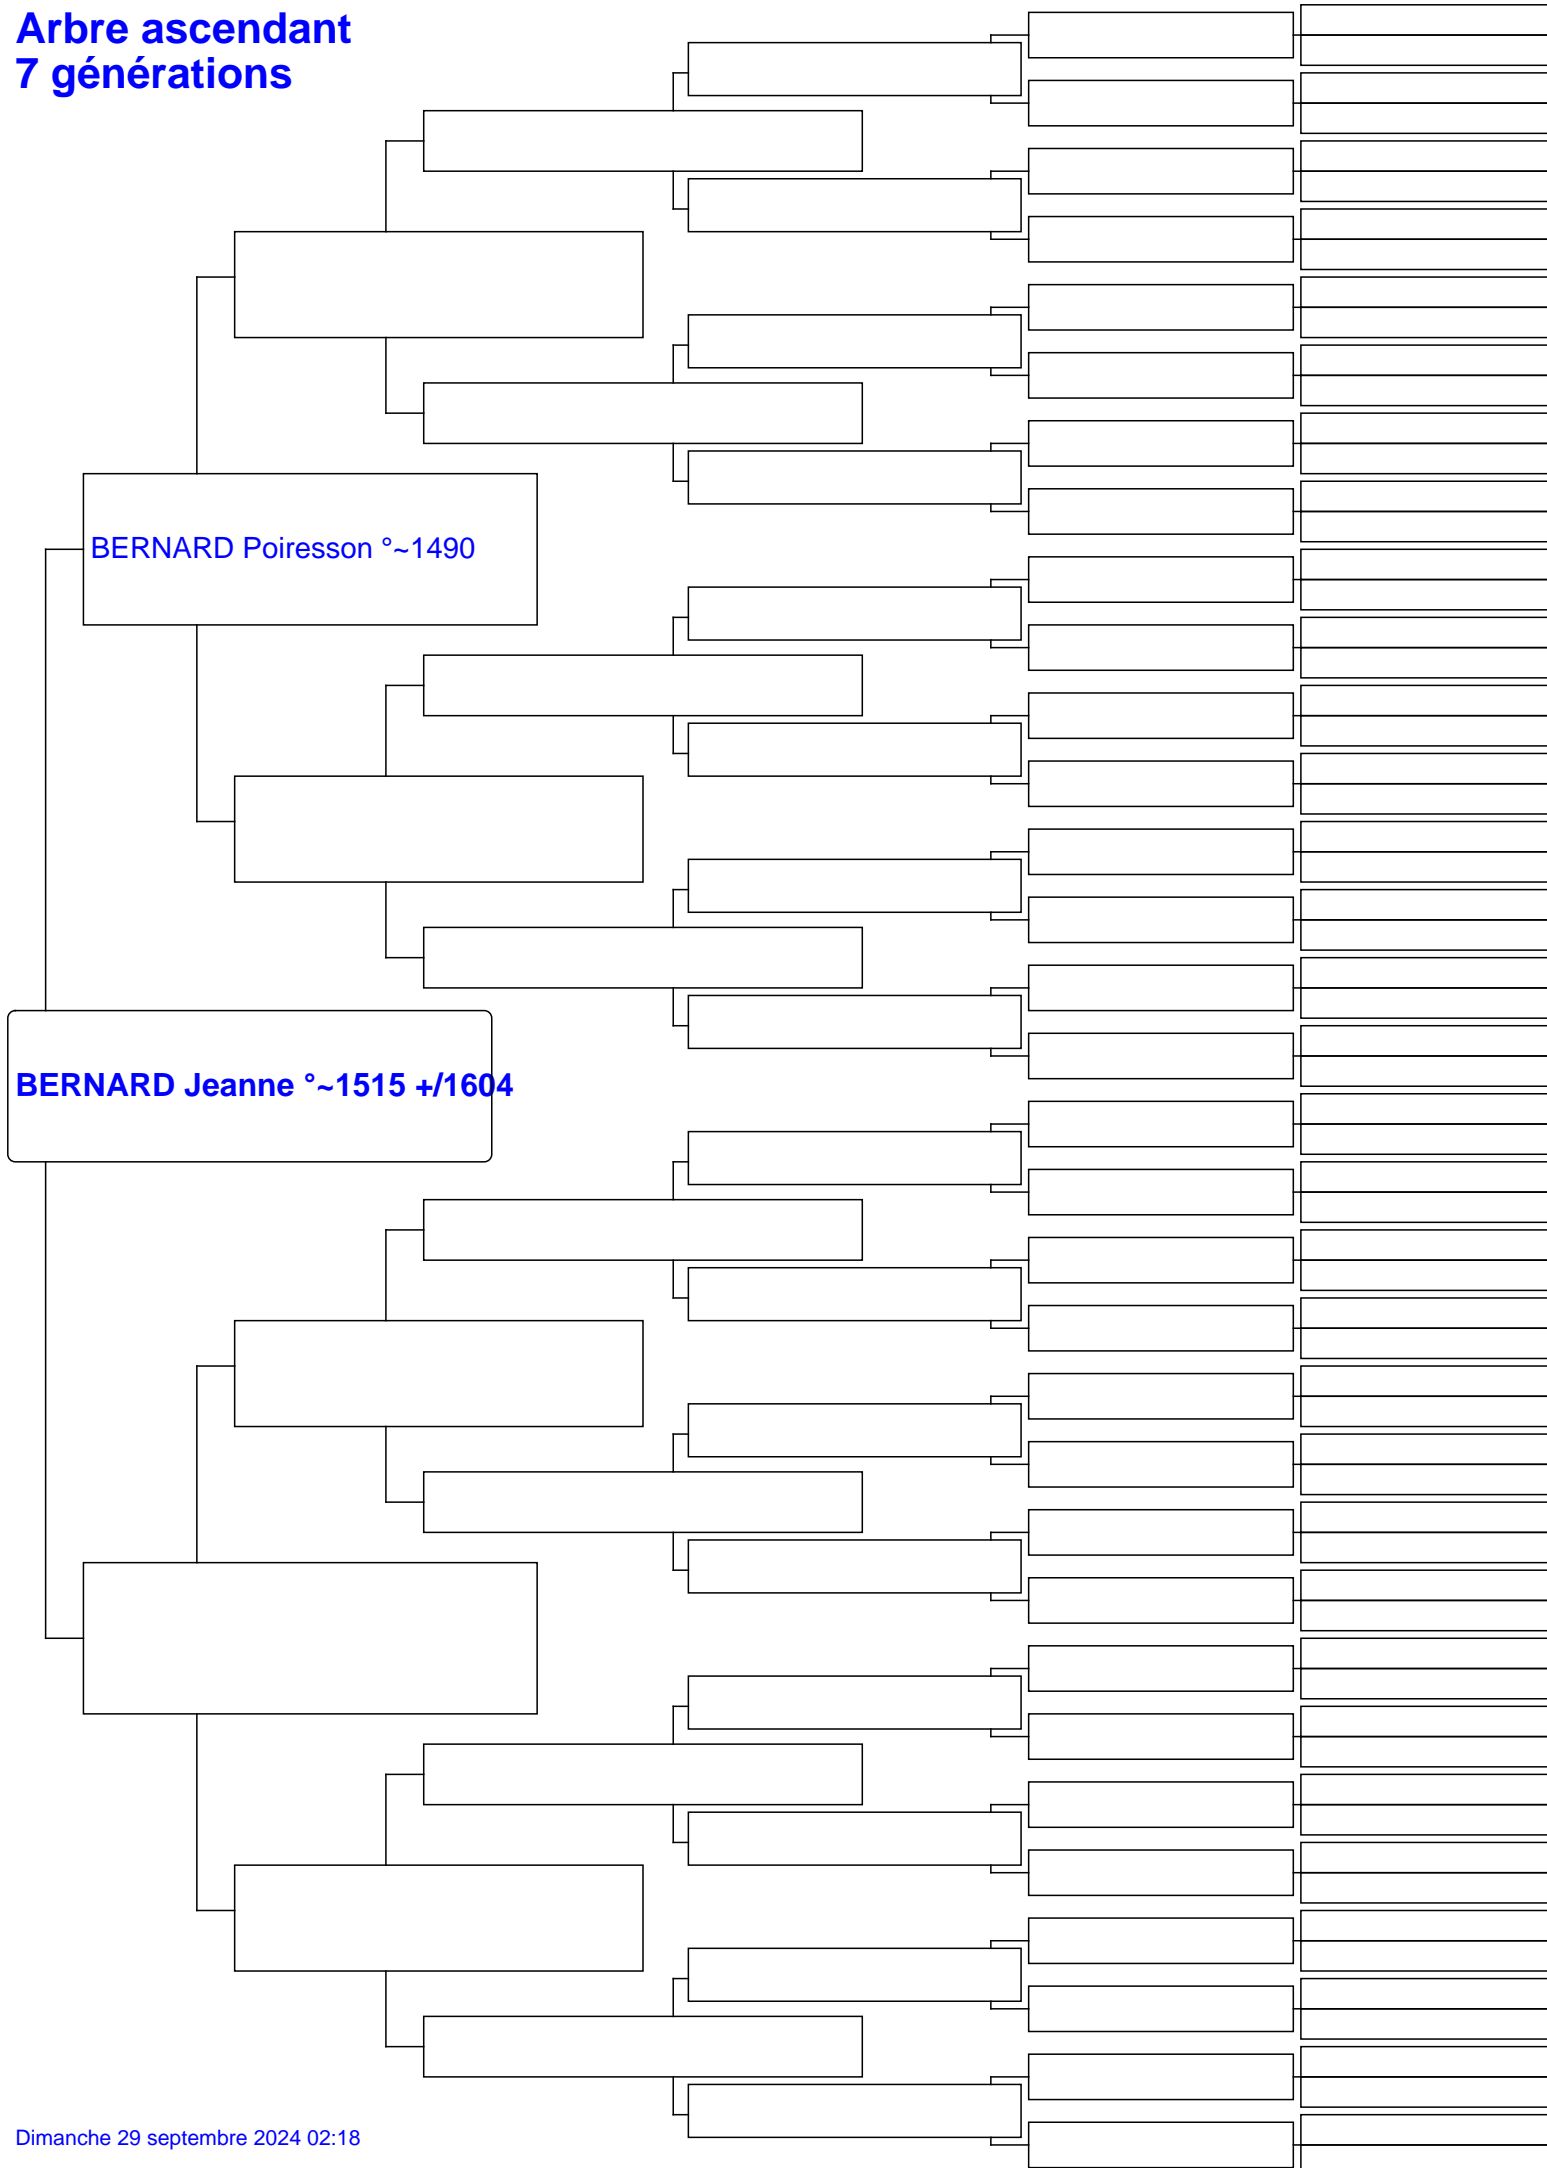 Arbre ascendant
7 générations
BERNARD Poiresson °~1490
BERNARD Jeanne °~1515 +/1604
Dimanche 29 septembre 2024 02:18